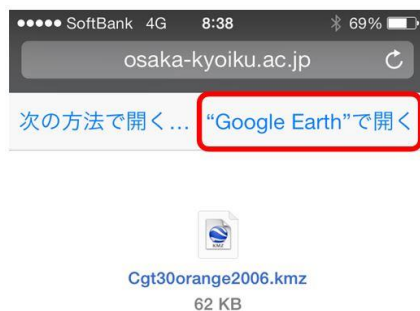 SoftBank 4G 8:38 69%
osaka-kyoiku.ac.jp
次の方法で開く... “Google Earth”で開く
KMZ
Cgt30orange2006.kmz
62 KB